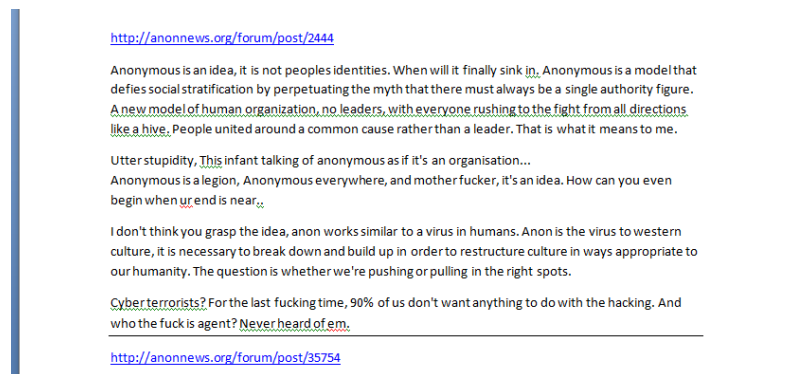 http://anonnews.org/forum/post/2444
Anonymous is an idea, it is not peoples identities. When will it finally sink in. Anonymous is a model that
defies social stratification by perpetuating the myth that there must always be a single authority figure.
A new model of human organization, no leaders, with everyone rushing to the fight from all directions
like a hive. People united around a common cause rather than a leader. That is what it means to me.
Utter stupidity, This infant talking of anonymous as if it's an organisation...
Anonymous is a legion, Anonymous everywhere, and mother fucker, it's an idea. How can you even
begin when ur end is near..
I don't think you grasp the idea, anon works similar to a virus in humans. Anon is the virus to western
culture, it is necessary to break down and build up in order to restructure culture in ways appropriate to
our humanity. The question is whether we're pushing or pulling in the right spots.
Cyber terrorists? For the last fucking time, 90% of us don't want anything to do with the hacking. And
who the fuck is agent? Never heard of em.
http://anonnews.org/forum/post/35754